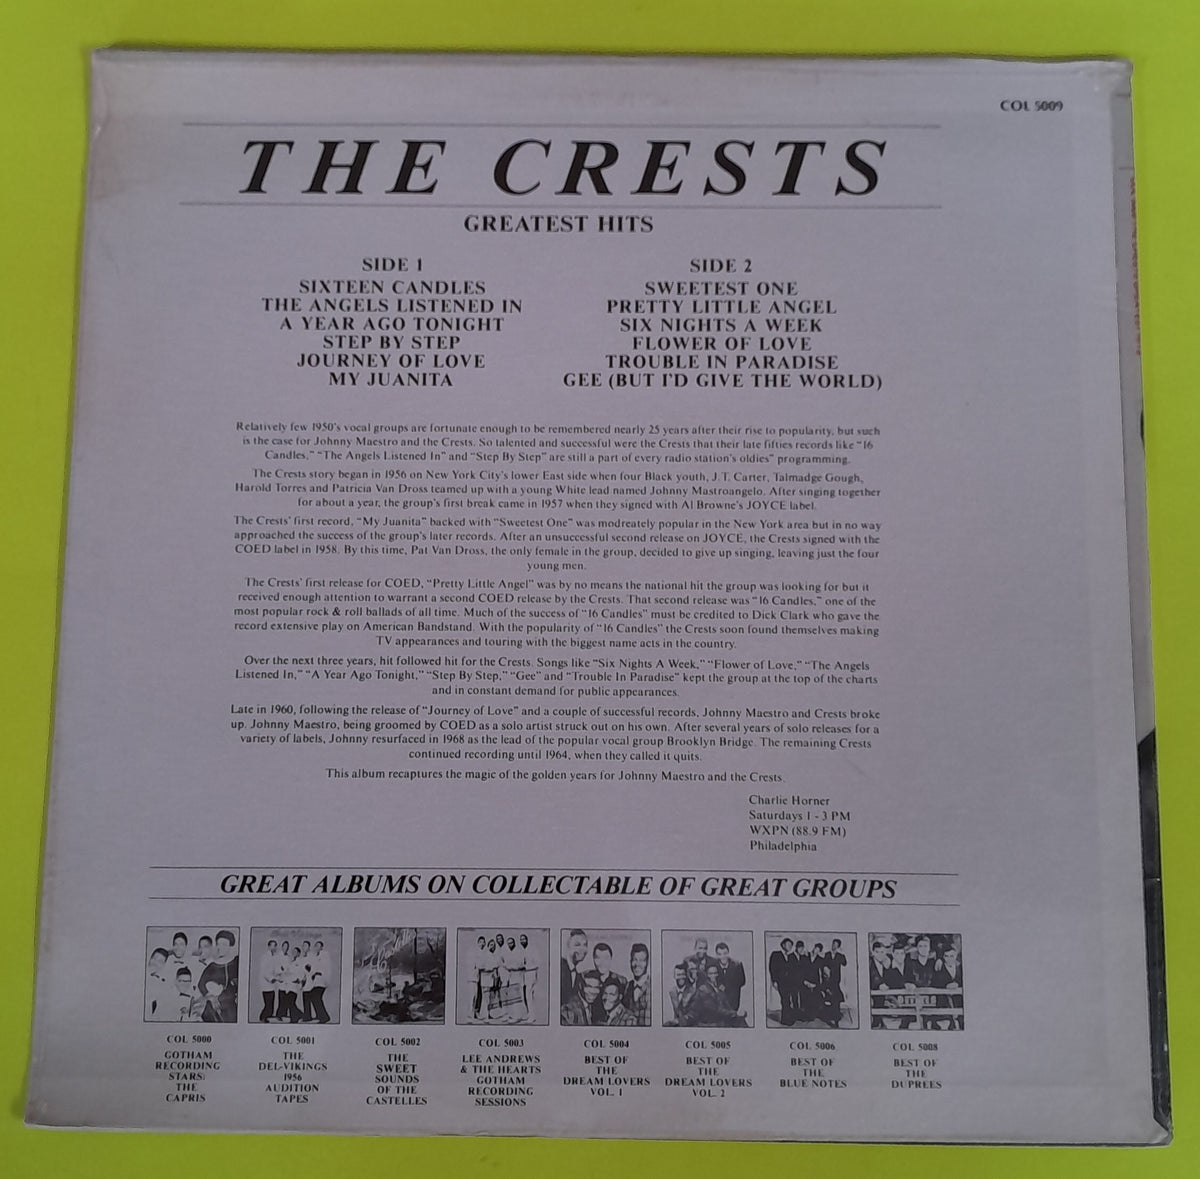 COL 5009
THE CRESTS
GREATEST HITS
SIDE 1
SIXTEEN CANDLES
THE ANGELS LISTENED IN
A YEAR AGO TONIGHT
STEP BY STEP
JOURNEY OF LOVE
MY JUANITA
SIDE 2
SWEETEST ONE
PRETTY LITTLE ANGEL
SIX NIGHTS A WEEK
FLOWER OF LOVE
TROUBLE IN PARADISE
GEE (BUT I'D GIVE THE WORLD)
Relatively few 1950's vocal groups are fortunate enough to be remembered nearly 25 years after their rise to popularity, but such
is the case for Johnny Maestro and the Crests. So talented and successful were the Crests that their late fifties records like "16
Candles," "The Angels Listened In" and "Step By Step" are still a part of every radio station's oldies" programming.
The Crests story began in 1956 on New York City's lower East side when four Black youth, J.T. Carter, Talmadge Gough,
Harold Torres and Patricia Van Dross teamed up with a young White lead named Johnny Mastroangelo. After singing together
for about a year, the group's first break came in 1957 when they signed with Al Browne's JOYCE label.
The Crests' first record, "My Juanita" backed with "Sweetest One" was modreately popular in the New York area but in no way
approached the success of the group's later records. After an unsuccessful second release on JOYCE, the Crests signed with the
COED label in 1958. By this time, Pat Van Dross, the only female in the group, decided to give up singing, leaving just the four
young men.
The Crests' first release for COED, "Pretty Little Angel" was by no means the national hit the group was looking for but it
received enough attention to warrant a second COED release by the Crests. That second release was "16 Candles," one of the
most popular rock & roll ballads of all time. Much of the success of "16 Candles" must be credited to Dick Clark who gave the
record extensive play on American Bandstand. With the popularity of "16 Candles" the Crests soon found themselves making
TV appearances and touring with the biggest name acts in the country.
Over the next three years, hit followed hit for the Crests. Songs like "Six Nights A Week," "Flower of Love," "The Angels
Listened In," "A Year Ago Tonight," "Step By Step," "Gee" and "Trouble In Paradise" kept the group at the top of the charts
and in constant demand for public appearances.
Late in 1960, following the release of "Journey of Love" and a couple of successful records, Johnny Maestro and Crests broke
up. Johnny Maestro, being groomed by COED as a solo artist struck out on his own. After several years of solo releases for a
variety of labels, Johnny resurfaced in 1968 as the lead of the popular vocal group Brooklyn Bridge. The remaining Crests
continued recording until 1964, when they called it quits.
This album recaptures the magic of the golden years for Johnny Maestro and the Crests.
Charlie Horner
Saturdays 1 - 3 PM
WXPN (88.9 FM)
Philadelphia
GREAT ALBUMS ON COLLECTABLE OF GREAT GROUPS
COL 5000
GOTHAM
RECORDING
STARS:
THE
CAPRIS
COL 5001
THE
DEL-VIKINGS
1956
AUDITION
TAPES
COL 5002
THE
SWEET
SOUNDS
OF THE
CASTELLES
COL 5003
LEE ANDREWS
& THE HEARTS
GOTHAM
RECORDING
SESSIONS
COL 5004
BEST OF
THE
DREAM LOVERS
VOL. 1
COL 5005
BEST OF
THE
DREAM LOVERS
VOL. 2
COL 5006
BEST OF
THE
BLUE NOTES
COL 5008
BEST OF
THE
DUPREES